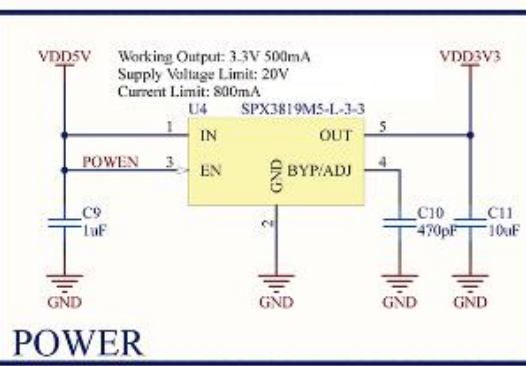 VDD5V
Working Output: 3.3V 500mA
Supply Voltage Limit: 20V
Current Limit: 800mA
VDD3V3
U4
SPX3819M5-L-3-3
1
IN
OUT
5
POWEN
3
EN
GND
BYP/ADJ
4
2
C9
1uF
C10
470pF
C11
10uF
GND
GND
GND
GND
POWER